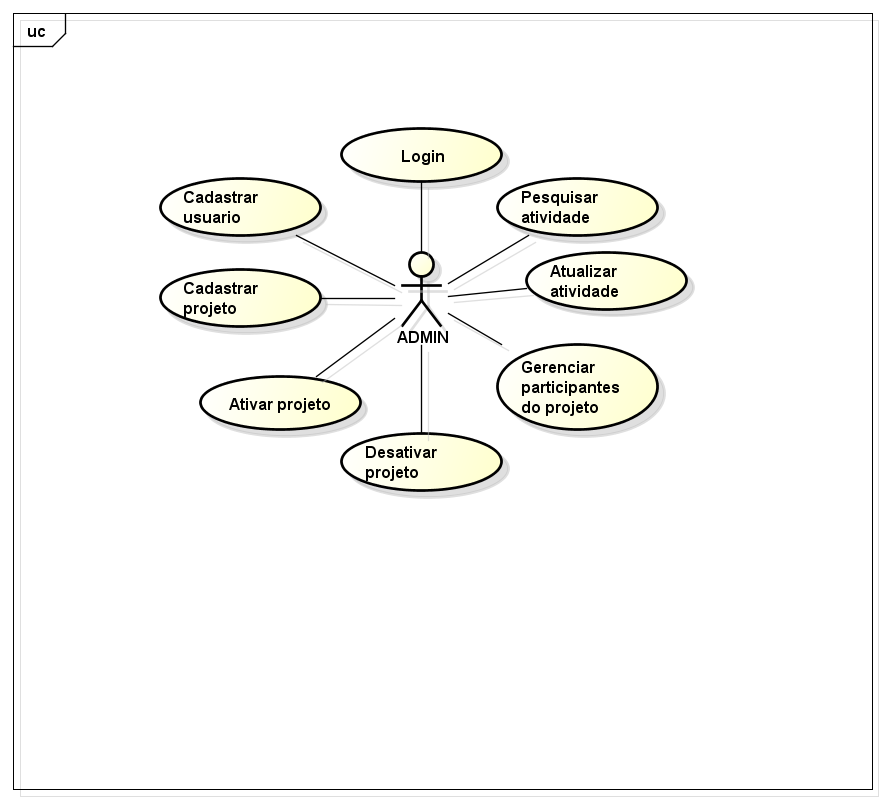 uc
Login
Cadastrar
usuario
Pesquisar
atividade
Cadastrar
projeto
Atualizar
atividade
ADMIN
Gerenciar
participantes
do projeto
Ativar projeto
Desativar
projeto